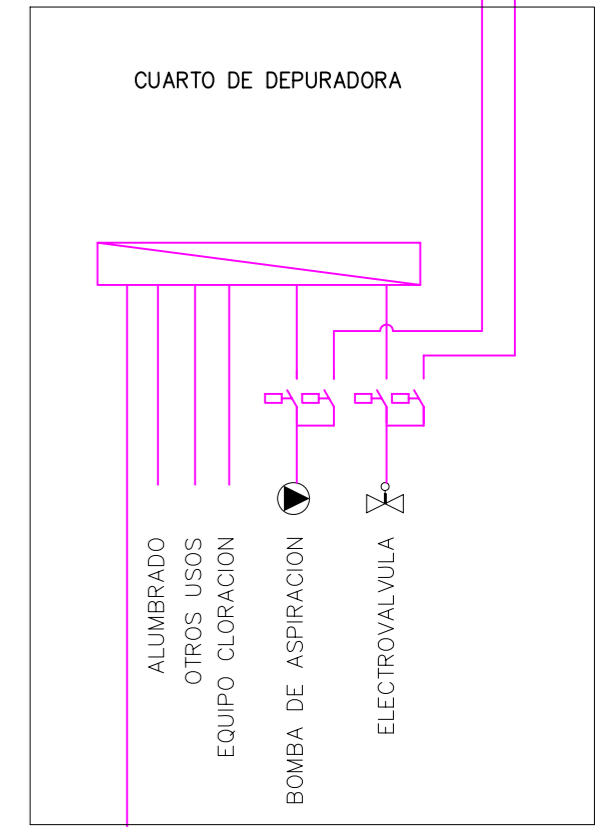 CUARTO DE DEPURADORA
ALUMBRADO
OTROS USOS
EQUIPO CLORACION
BOMBA DE ASPIRACION
ELECTROVALVULA